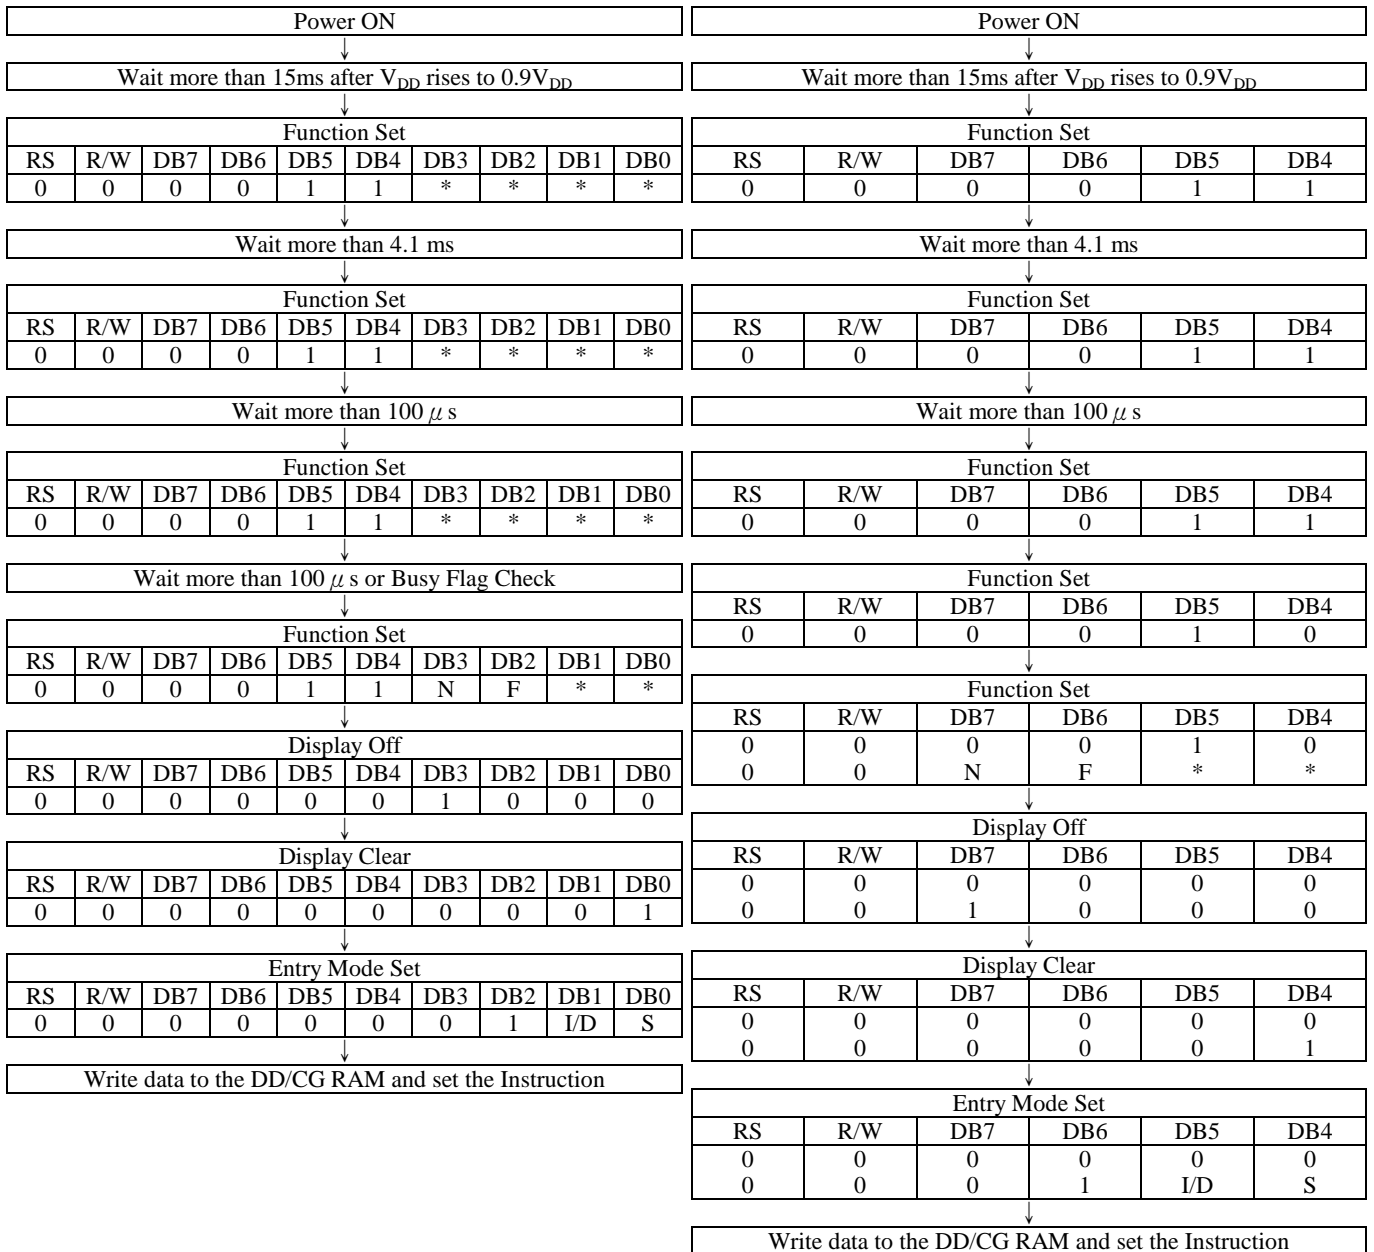 Power ON
Wait more than 15ms after VDD rises to 0.9VDD
Function Set
RS R/W DB7 DB6 DB5 DB4 DB3 DB2 DB1 DB0
0 0 0 0 1 1 * * * *
Wait more than 4.1 ms
Function Set
RS R/W DB7 DB6 DB5 DB4 DB3 DB2 DB1 DB0
0 0 0 0 1 1 * * * *
Wait more than 100 μ s
Function Set
RS R/W DB7 DB6 DB5 DB4 DB3 DB2 DB1 DB0
0 0 0 0 1 1 * * * *
Wait more than 100 μ s or Busy Flag Check
Function Set
RS R/W DB7 DB6 DB5 DB4 DB3 DB2 DB1 DB0
0 0 0 0 1 1 N F * *
Display Off
RS R/W DB7 DB6 DB5 DB4 DB3 DB2 DB1 DB0
0 0 0 0 0 0 1 0 0 0
Display Clear
RS R/W DB7 DB6 DB5 DB4 DB3 DB2 DB1 DB0
0 0 0 0 0 0 0 0 0 1
Entry Mode Set
RS R/W DB7 DB6 DB5 DB4 DB3 DB2 DB1 DB0
0 0 0 0 0 0 0 1 I/D S
Write data to the DD/CG RAM and set the Instruction
Power ON
Wait more than 15ms after VDD rises to 0.9VDD
Function Set
RS R/W DB7 DB6 DB5 DB4
0 0 0 0 1 1
Wait more than 4.1 ms
Function Set
RS R/W DB7 DB6 DB5 DB4
0 0 0 0 1 1
Wait more than 100 μ s
Function Set
RS R/W DB7 DB6 DB5 DB4
0 0 0 0 1 1
Function Set
RS R/W DB7 DB6 DB5 DB4
0 0 0 0 1 0
Function Set
RS R/W DB7 DB6 DB5 DB4
0 0 0 0 1 0
0 0 N F * *
Display Off
RS R/W DB7 DB6 DB5 DB4
0 0 0 0 0 0
0 0 1 0 0 0
Display Clear
RS R/W DB7 DB6 DB5 DB4
0 0 0 0 0 0
0 0 0 0 0 1
Entry Mode Set
RS R/W DB7 DB6 DB5 DB4
0 0 0 0 0 0
0 0 0 1 I/D S
Write data to the DD/CG RAM and set the Instruction